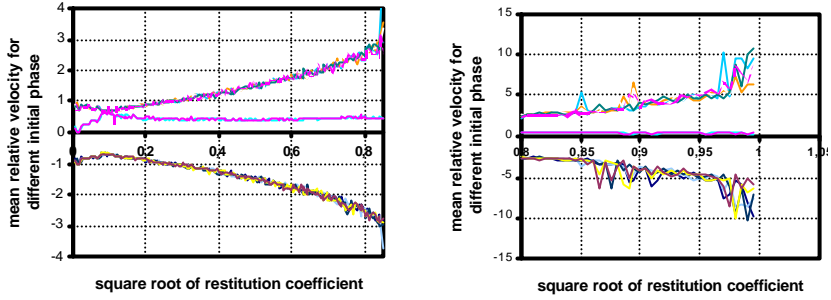 mean relative velocity for
different initial phase
4
3
2
1
0
-1
-2
-3
-4
0 0,2 0,4 0,6 0,8
square root of restitution coefficient
mean relative velocity for
different initial phase
15
10
5
0
-5
-10
-15
0,8 0,85 0,9 0,95 1 1,05
square root of restitution coefficient